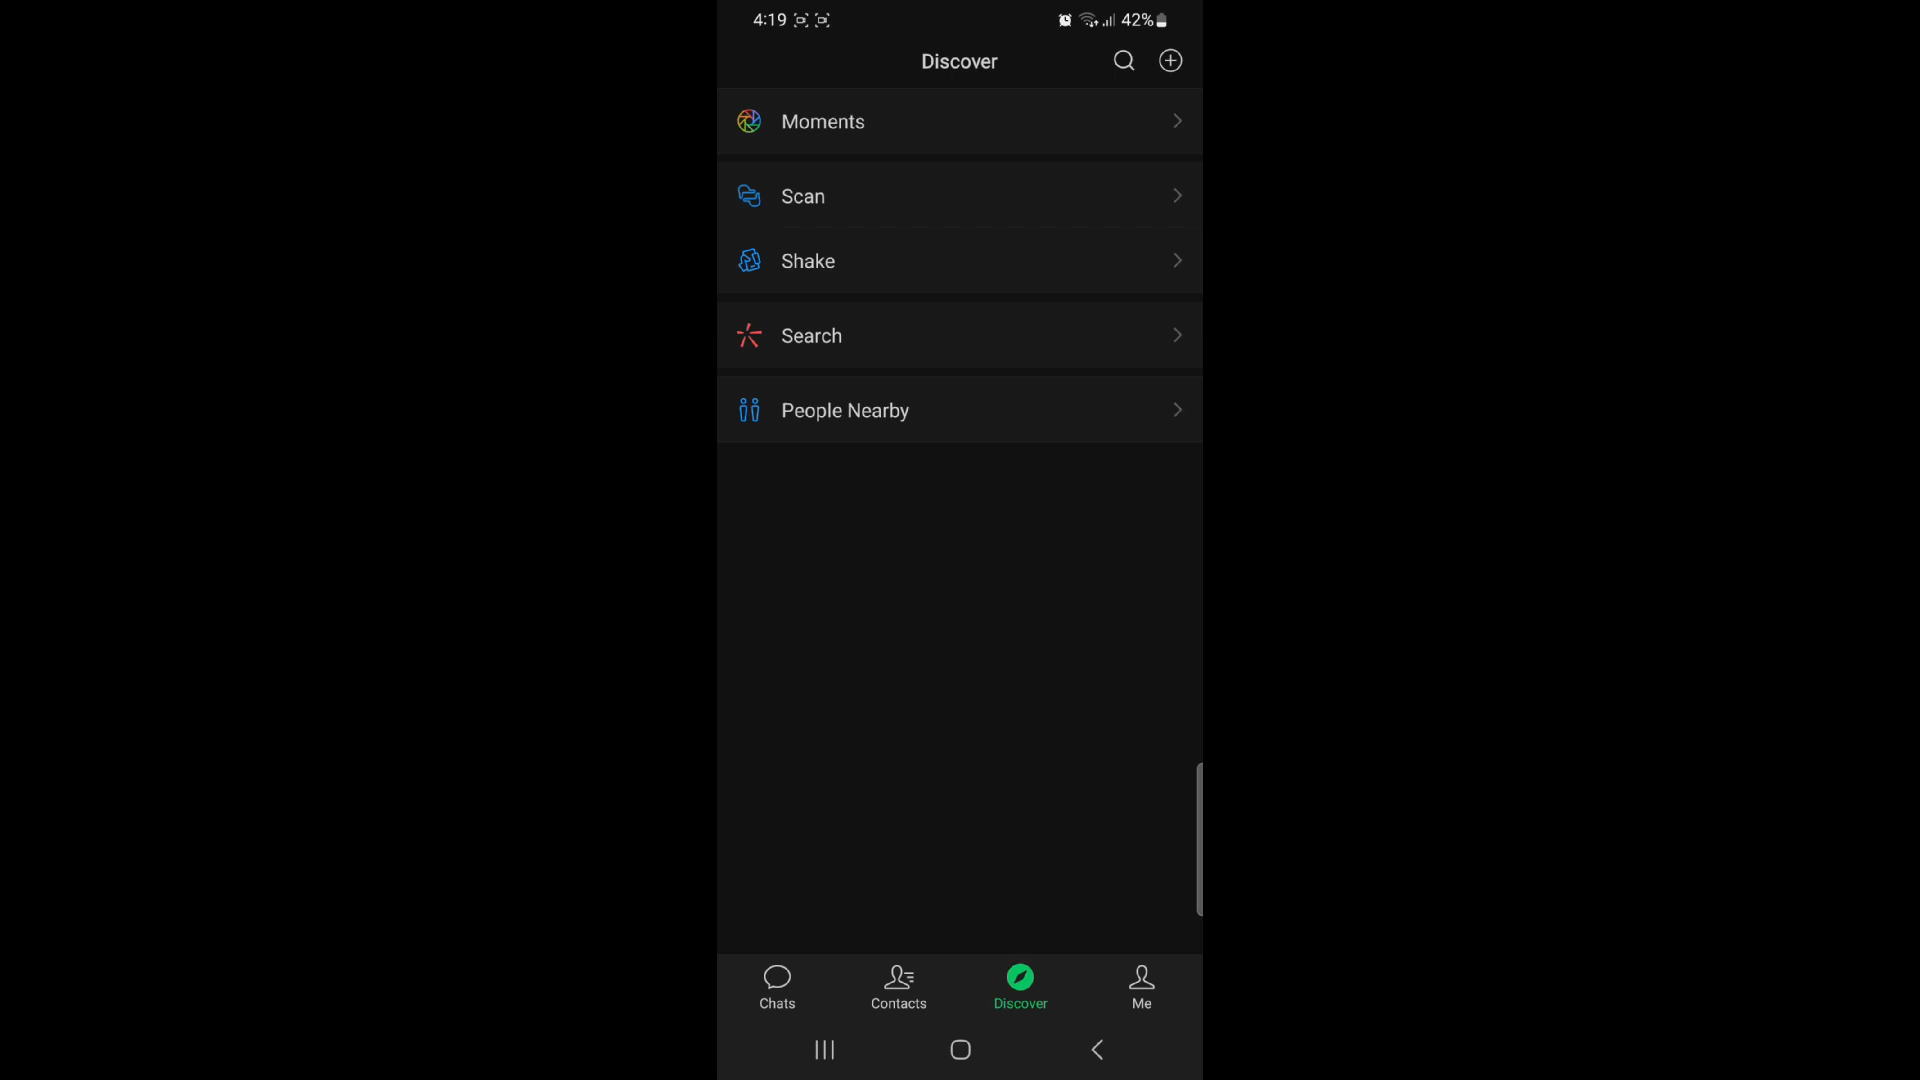 4:19 42%
Discover
Moments
Scan
Shake
Search
People Nearby
Chats Contacts Discover Me